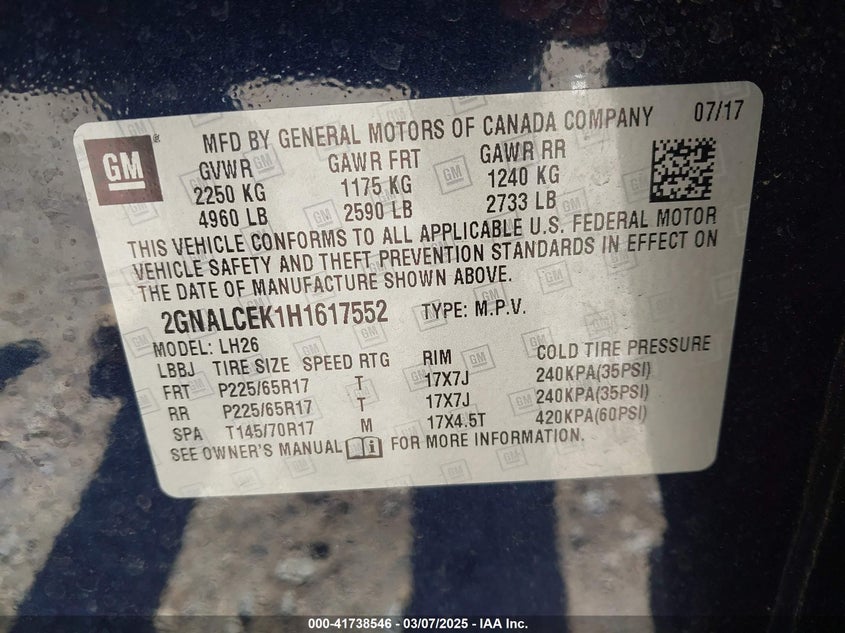 07/17
GM
MFD BY GENERAL MOTORS OF CANADA COMPANY
GVWR GAWR FRT GAWR RR
2250 KG 1175 KG 1240 KG
4960 LB 2590 LB 2733 LB
THIS VEHICLE CONFORMS TO ALL APPLICABLE U.S. FEDERAL MOTOR
VEHICLE SAFETY AND THEFT PREVENTION STANDARDS IN EFFECT ON
THE DATE OF MANUFACTURE SHOWN ABOVE.
2GNALCEK1H1617552 TYPE: M.P.V.
MODEL: LH26
LBBJ TIRE SIZE SPEED RTG RIM COLD TIRE PRESSURE
FRT P225/65R17 T 17X7J 240KPA(35PSI)
RR P225/65R17 T 17X7J 240KPA(35PSI)
SPA T145/70R17 M 17X4.5T 420KPA(60PSI)
SEE OWNER'S MANUAL i FOR MORE INFORMATION.
000-41738546 — 03/07/2025 — IAA Inc.